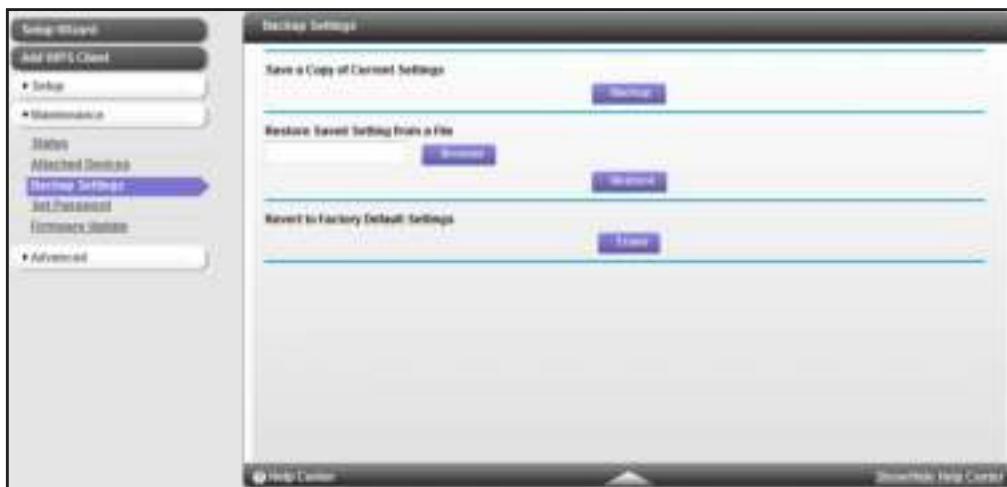 Setup Wizard
Add WPS Client
Setup
Maintenance
Status
Attached Devices
Backup Settings
Set Password
Firmware Update
Advanced
Backup Settings
Save a Copy of Current Settings
Backup
Restore Saved Setting from a File
Browse
Restore
Revert to Factory Default Settings
Erase
Help Center
Show/Hide Help Center